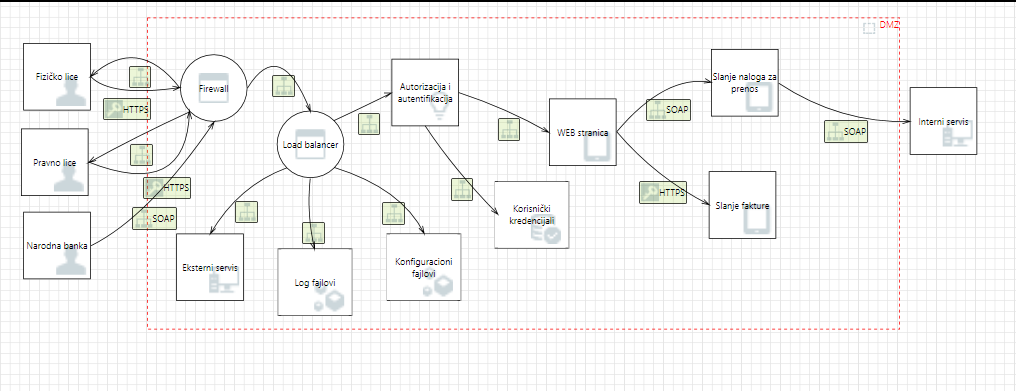 DMZ
Fizičko lice
HTTPS
Firewall
Autorizacija i
autentifikacija
Slanje naloga za
prenos
SOAP
SOAP
Interni servis
WEB stranica
Load balancer
Pravno lice
HTTPS
SOAP
HTTPS
Slanje fakture
Korisnički
kredencijali
Narodna banka
Eksterni servis
Log fajlovi
Konfiguracioni
fajlovi